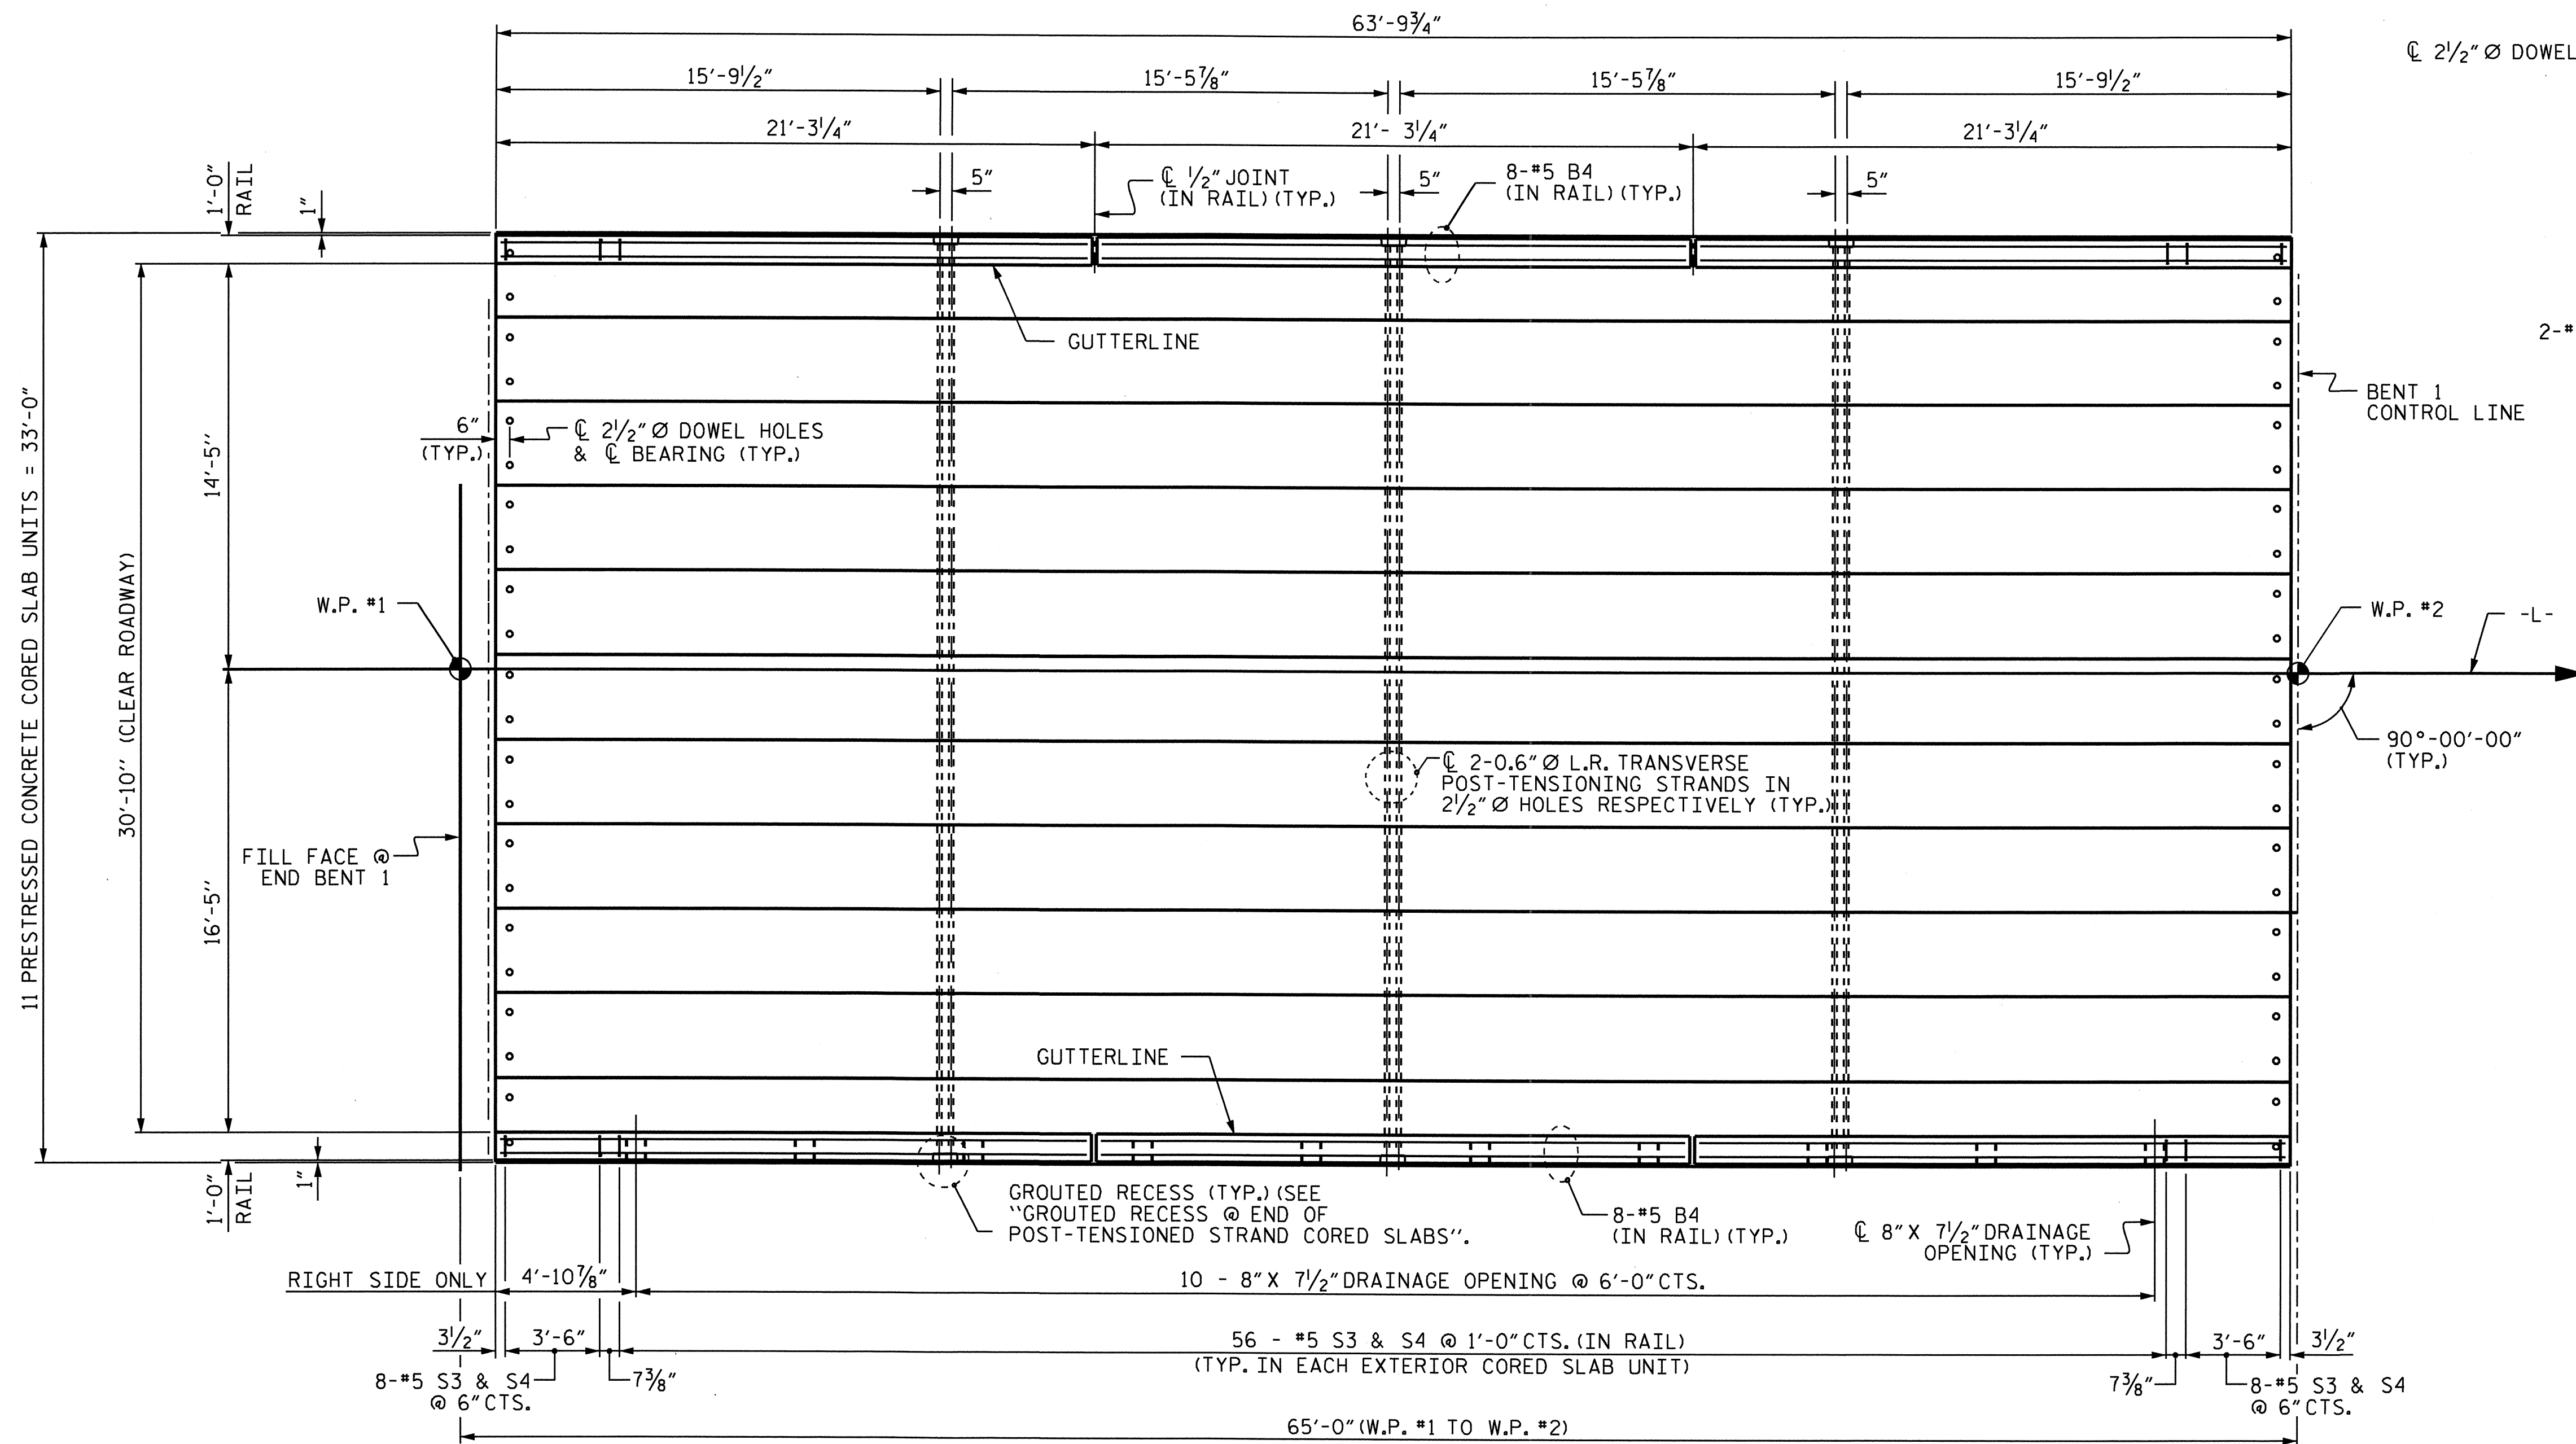 63'-9¾"
℄ 2½" Ø DOWEL
15'-9½"
15'-5⅞"
15'-5⅞"
15'-9½"
21'-3¼"
21'- 3¼"
21'-3¼"
1'-0"
RAIL
1"
5"
℄ ½" JOINT
(IN RAIL) (TYP.)
5"
8-#5 B4
(IN RAIL) (TYP.)
5"
GUTTERLINE
2-#
BENT 1
CONTROL LINE
6"
(TYP.)
℄ 2½" Ø DOWEL HOLES
& ℄ BEARING (TYP.)
11 PRESTRESSED CONCRETE CORED SLAB UNITS = 33'-0"
30'-10" (CLEAR ROADWAY)
14'-5"
W.P. #1
W.P. #2
-L-
90°-00'-00"
(TYP.)
℄ 2-0.6" Ø L.R. TRANSVERSE
POST-TENSIONING STRANDS IN
2½" Ø HOLES RESPECTIVELY (TYP.)
FILL FACE @
END BENT 1
16'-5"
GUTTERLINE
1'-0"
RAIL
1"
GROUTED RECESS (TYP.) (SEE
"GROUTED RECESS @ END OF
POST-TENSIONED STRAND CORED SLABS".
8-#5 B4
(IN RAIL) (TYP.)
℄ 8" X 7½" DRAINAGE
OPENING (TYP.)
RIGHT SIDE ONLY
4'-10⅞"
10 - 8" X 7½" DRAINAGE OPENING @ 6'-0" CTS.
3½"
3'-6"
56 - #5 S3 & S4 @ 1'-0" CTS. (IN RAIL)
(TYP. IN EACH EXTERIOR CORED SLAB UNIT)
3'-6"
3½"
8-#5 S3 & S4
@ 6" CTS.
7⅜"
7⅜"
8-#5 S3 & S4
@ 6" CTS.
65'-0" (W.P. #1 TO W.P. #2)